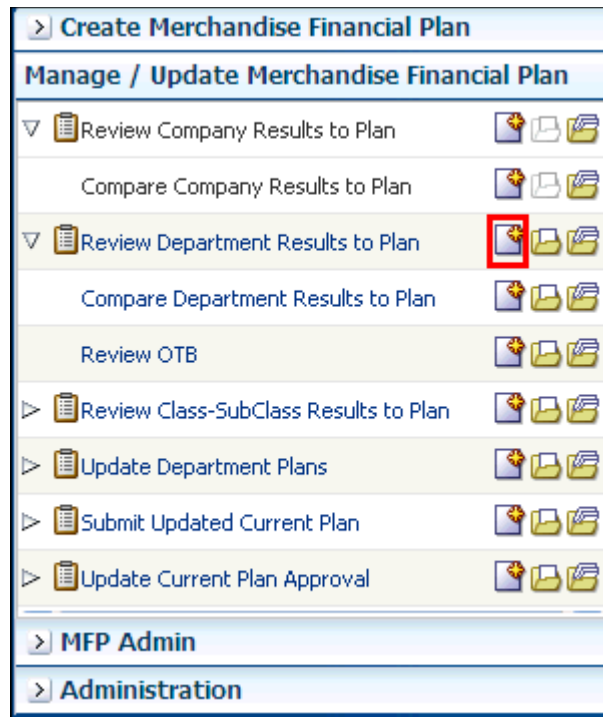 Create Merchandise Financial Plan
Manage / Update Merchandise Financial Plan
Review Company Results to Plan
Compare Company Results to Plan
Review Department Results to Plan
Compare Department Results to Plan
Review OTB
Review Class-SubClass Results to Plan
Update Department Plans
Submit Updated Current Plan
Update Current Plan Approval
MFP Admin
Administration